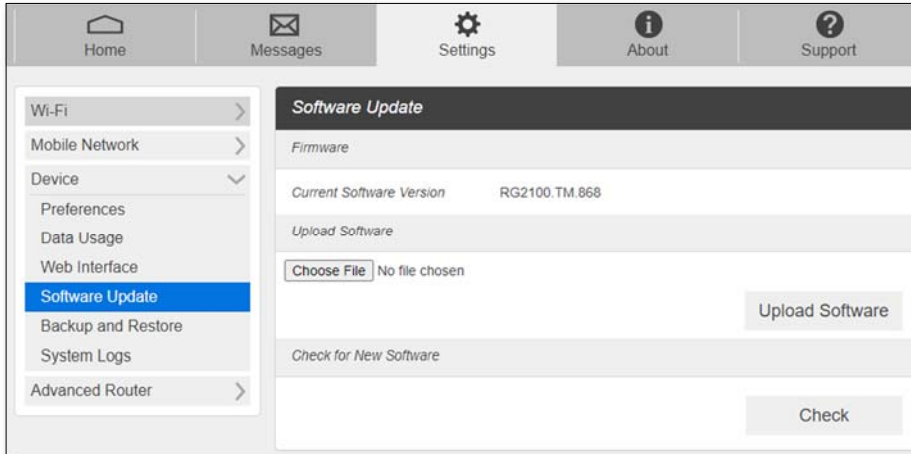 Home
Messages
Settings
About
Support
Wi-Fi
Mobile Network
Device
Preferences
Data Usage
Web Interface
Software Update
Backup and Restore
System Logs
Advanced Router
Software Update
Firmware
Current Software Version RG2100.TM.868
Upload Software
Choose File No file chosen
Upload Software
Check for New Software
Check